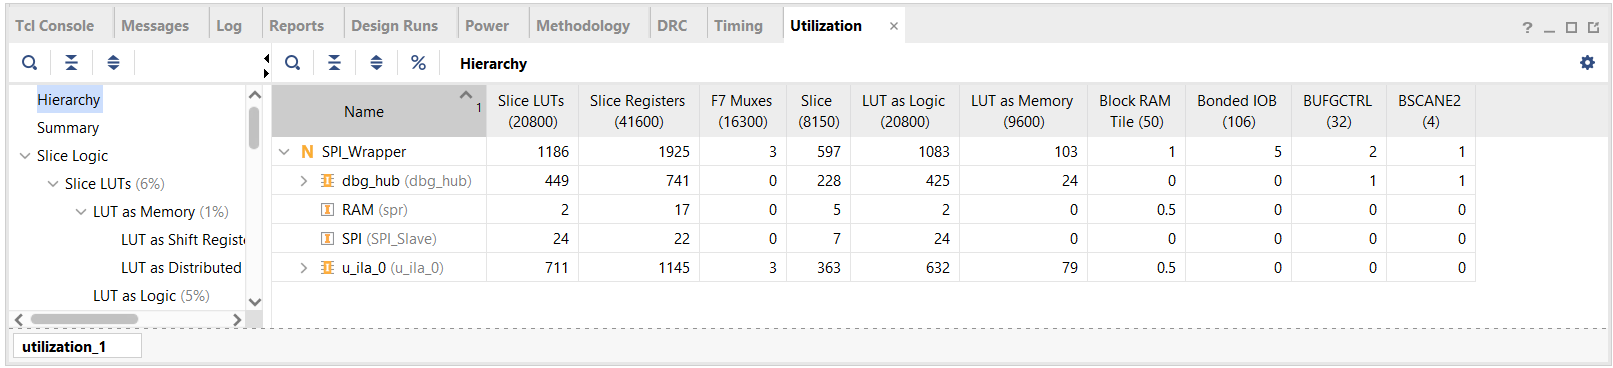 Tcl Console Messages Log Reports Design Runs Power Methodology DRC Timing Utilization × ? _
% Hierarchy
Hierarchy
Summary
Slice Logic
Slice LUTs (6%)
LUT as Memory (1%)
LUT as Shift Regist
LUT as Distributed
LUT as Logic (5%)
Name 1 Slice LUTs (20800) Slice Registers (41600) F7 Muxes (16300) Slice (8150) LUT as Logic (20800) LUT as Memory (9600) Block RAM Tile (50) Bonded IOB (106) BUFGCTRL (32) BSCANE2 (4)
N SPI_Wrapper 1186 1925 3 597 1083 103 1 5 2 1
dbg_hub (dbg_hub) 449 741 0 228 425 24 0 0 1 1
I RAM (spr) 2 17 0 5 2 0 0.5 0 0 0
I SPI (SPI_Slave) 24 22 0 7 24 0 0 0 0 0
u_ila_0 (u_ila_0) 711 1145 3 363 632 79 0.5 0 0 0
utilization_1